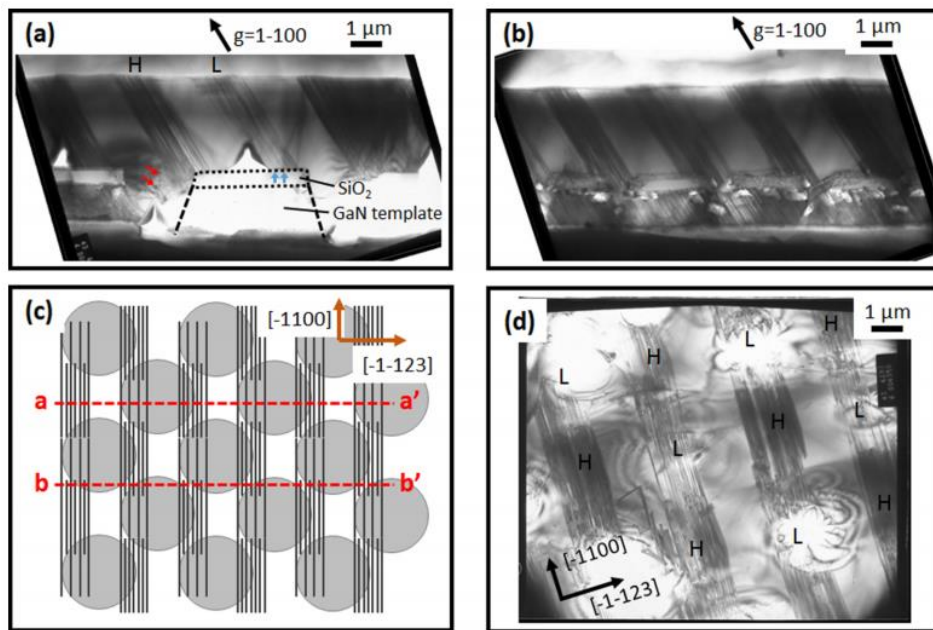 (a)
g=1-100
1 μm
H
L
SiO2
GaN template
(b)
g=1-100
1 μm
(c)
[-1100]
[-1-123]
a
a'
b
b'
(d)
1 μm
H
L
H
L
H
H
L
L
H
H
L
[-1100]
[-1-123]